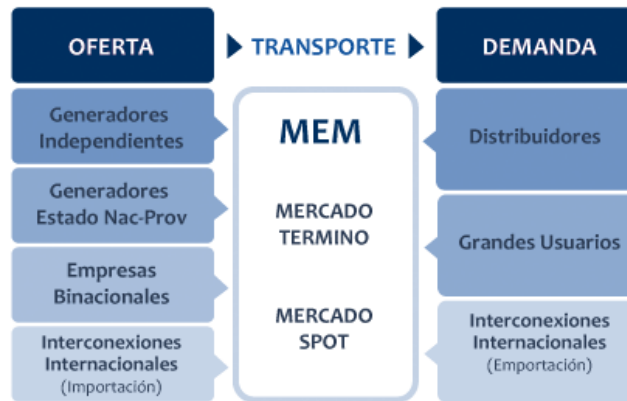 OFERTA
TRANSPORTE
DEMANDA
Generadores
Independientes
Generadores
Estado Nac-Prov
Empresas
Binacionales
Interconexiones
Internacionales
(Importación)
MEM
MERCADO
TERMINO
MERCADO
SPOT
Distribuidores
Grandes Usuarios
Interconexiones
Internacionales
(Emportación)